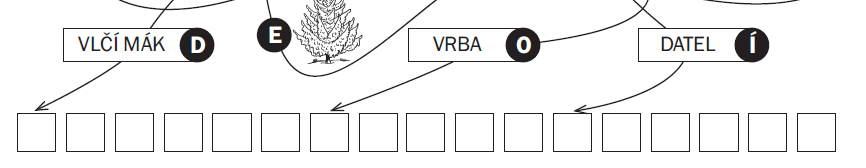 VLČÍ MÁK D
E
VRBA O
DATEL Í